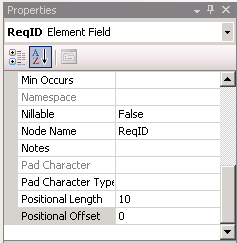 Properties
ReqID Element Field
Min Occurs
Namespace
Nillable False
Node Name ReqID
Notes
Pad Character
Pad Character Type
Positional Length 10
Positional Offset 0